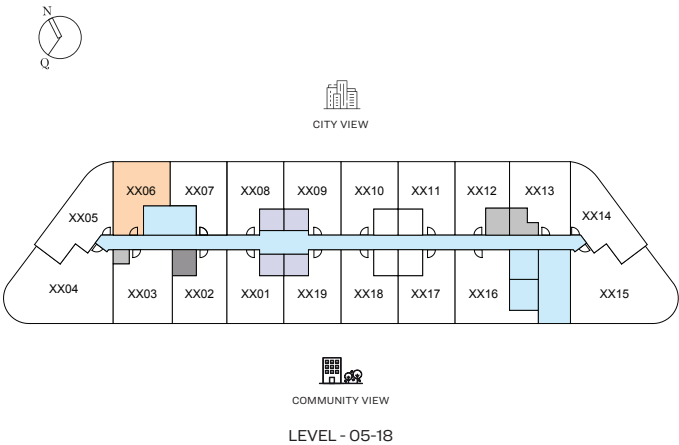 N
Q
CITY VIEW
XX06 XX07 XX08 XX09 XX10 XX11 XX12 XX13
XX05 XX14
XX04 XX03 XX02 XX01 XX19 XX18 XX17 XX16 XX15
COMMUNITY VIEW
LEVEL - 05-18